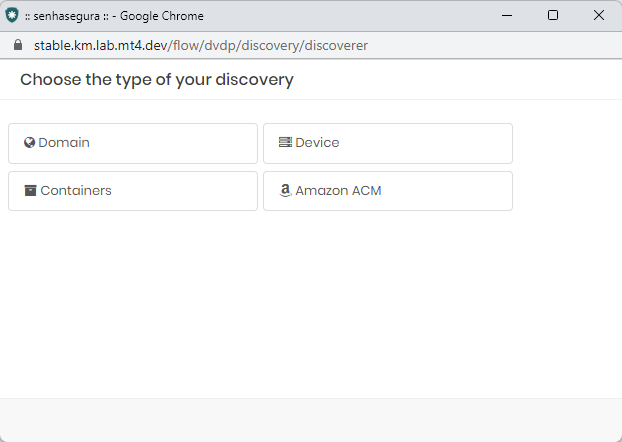 :: senhasegura :: - Google Chrome
stable.km.lab.mt4.dev/flow/dvdp/discovery/discoverer
Choose the type of your discovery
Domain
Device
Containers
Amazon ACM